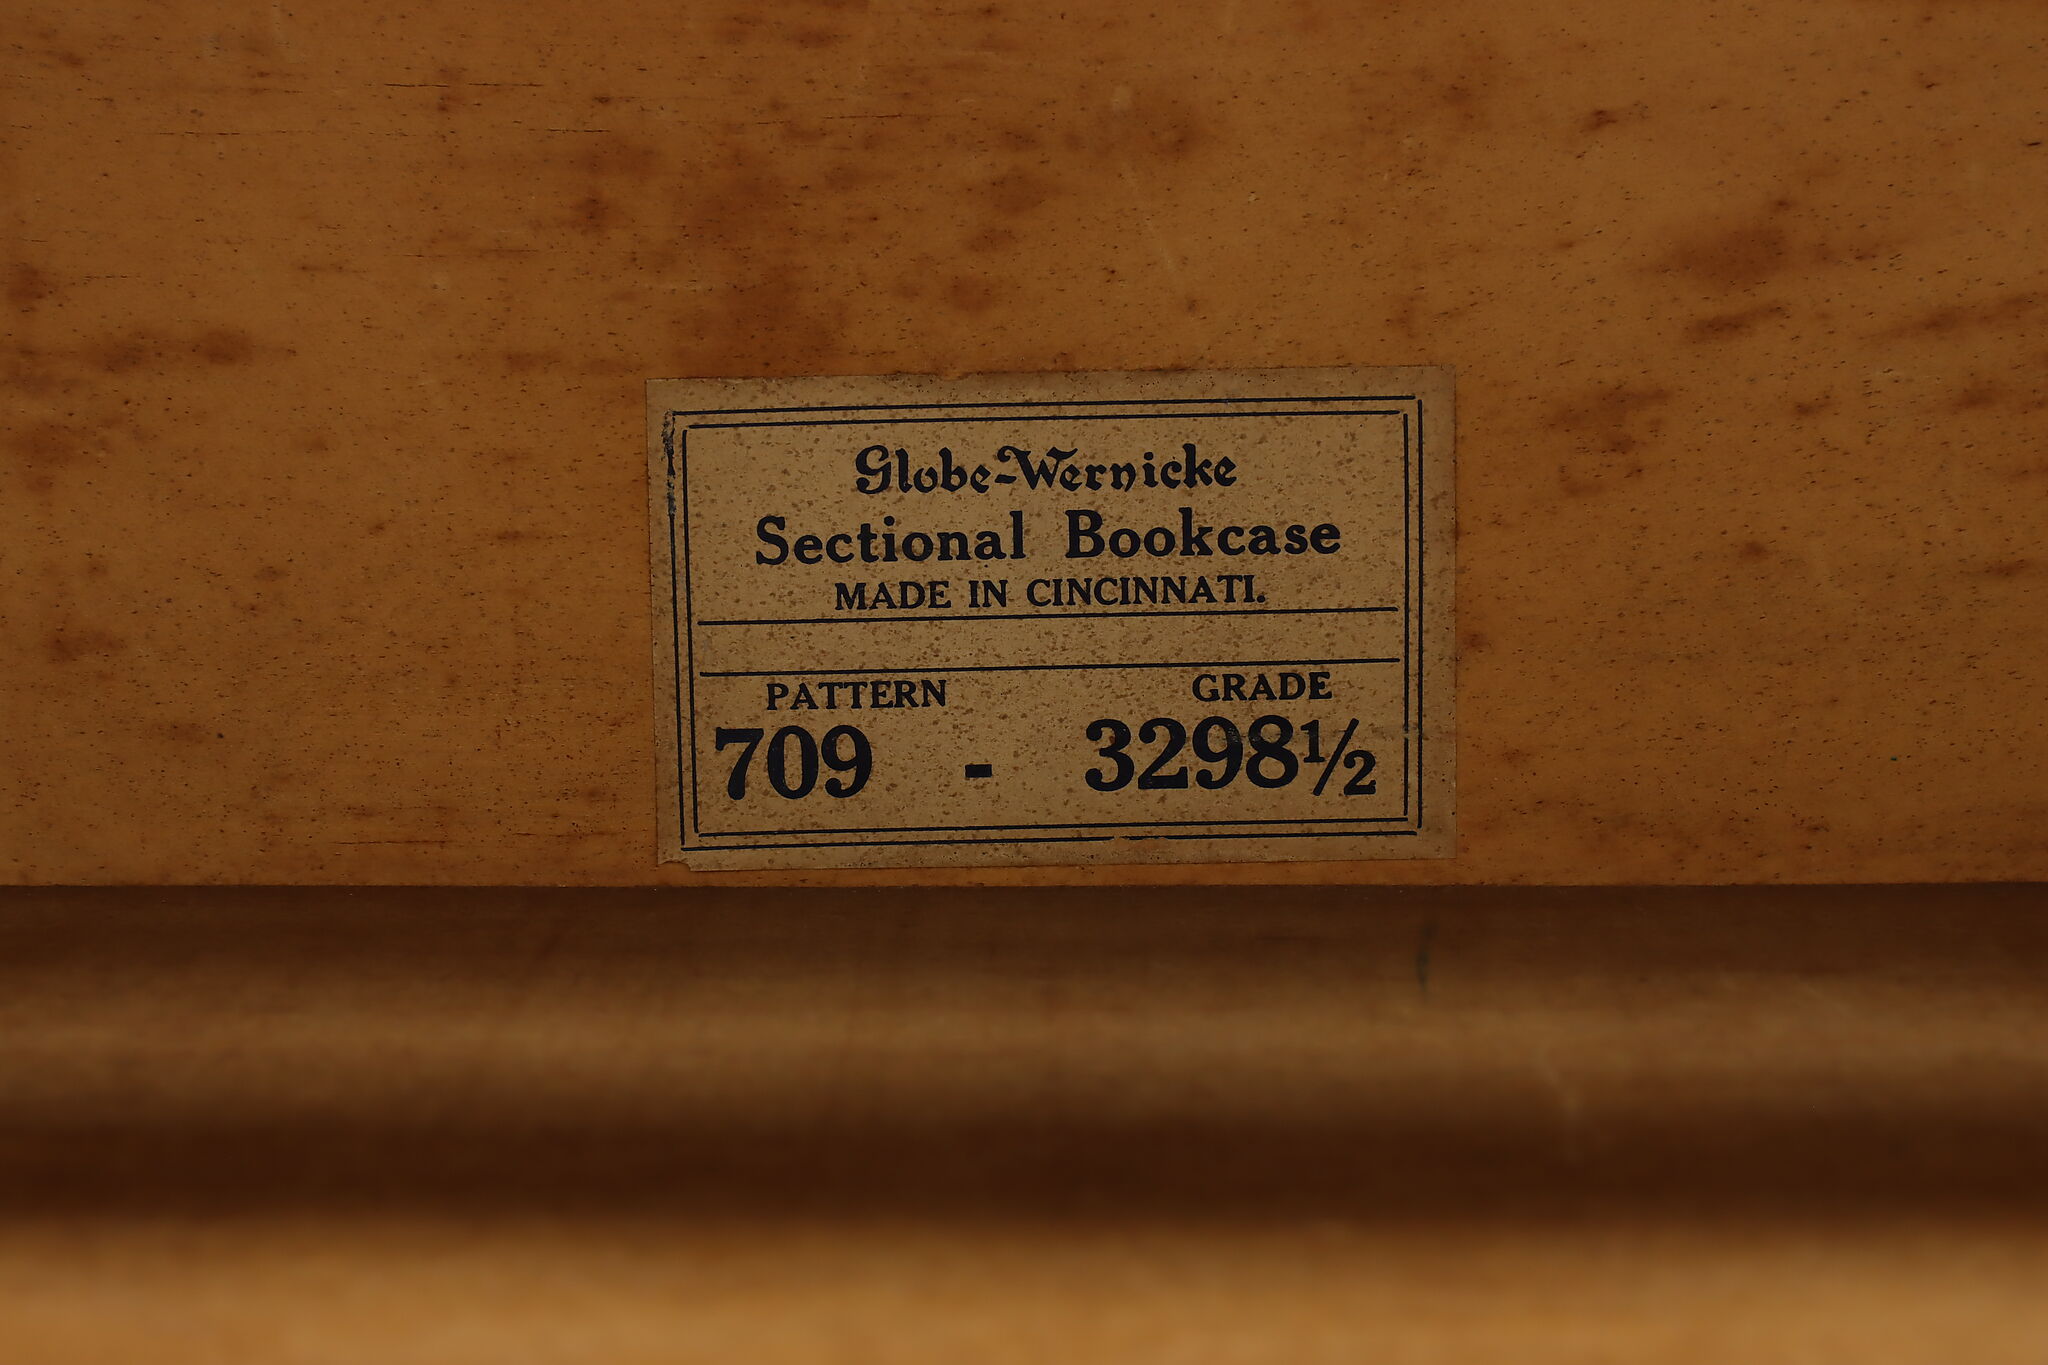 Globe-Wernicke
Sectional Bookcase
MADE IN CINCINNATI.
PATTERN GRADE
709 - 3298½